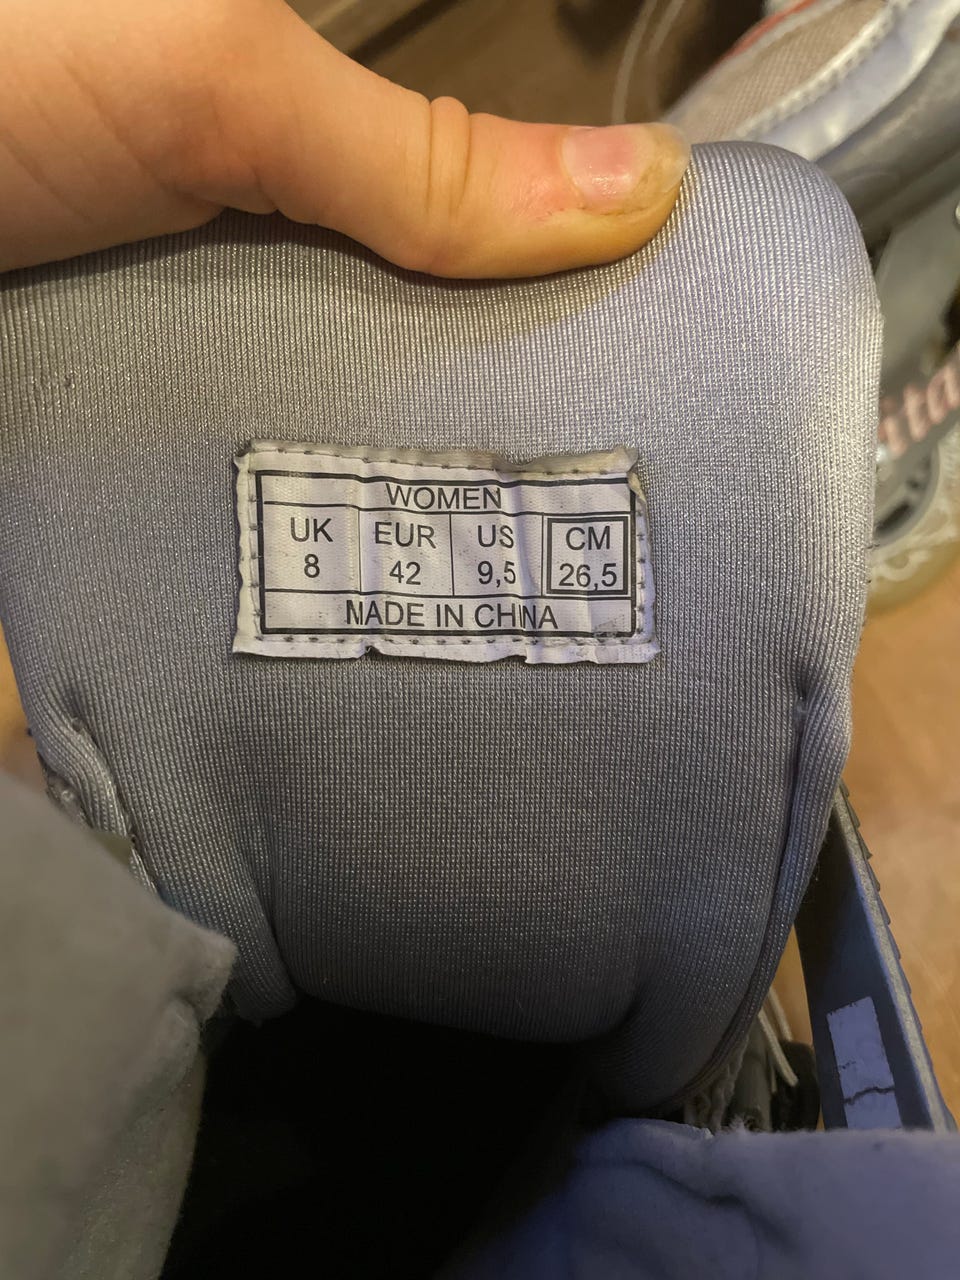 WOMEN
UK EUR US CM
8 42 9,5 26,5
MADE IN CHINA